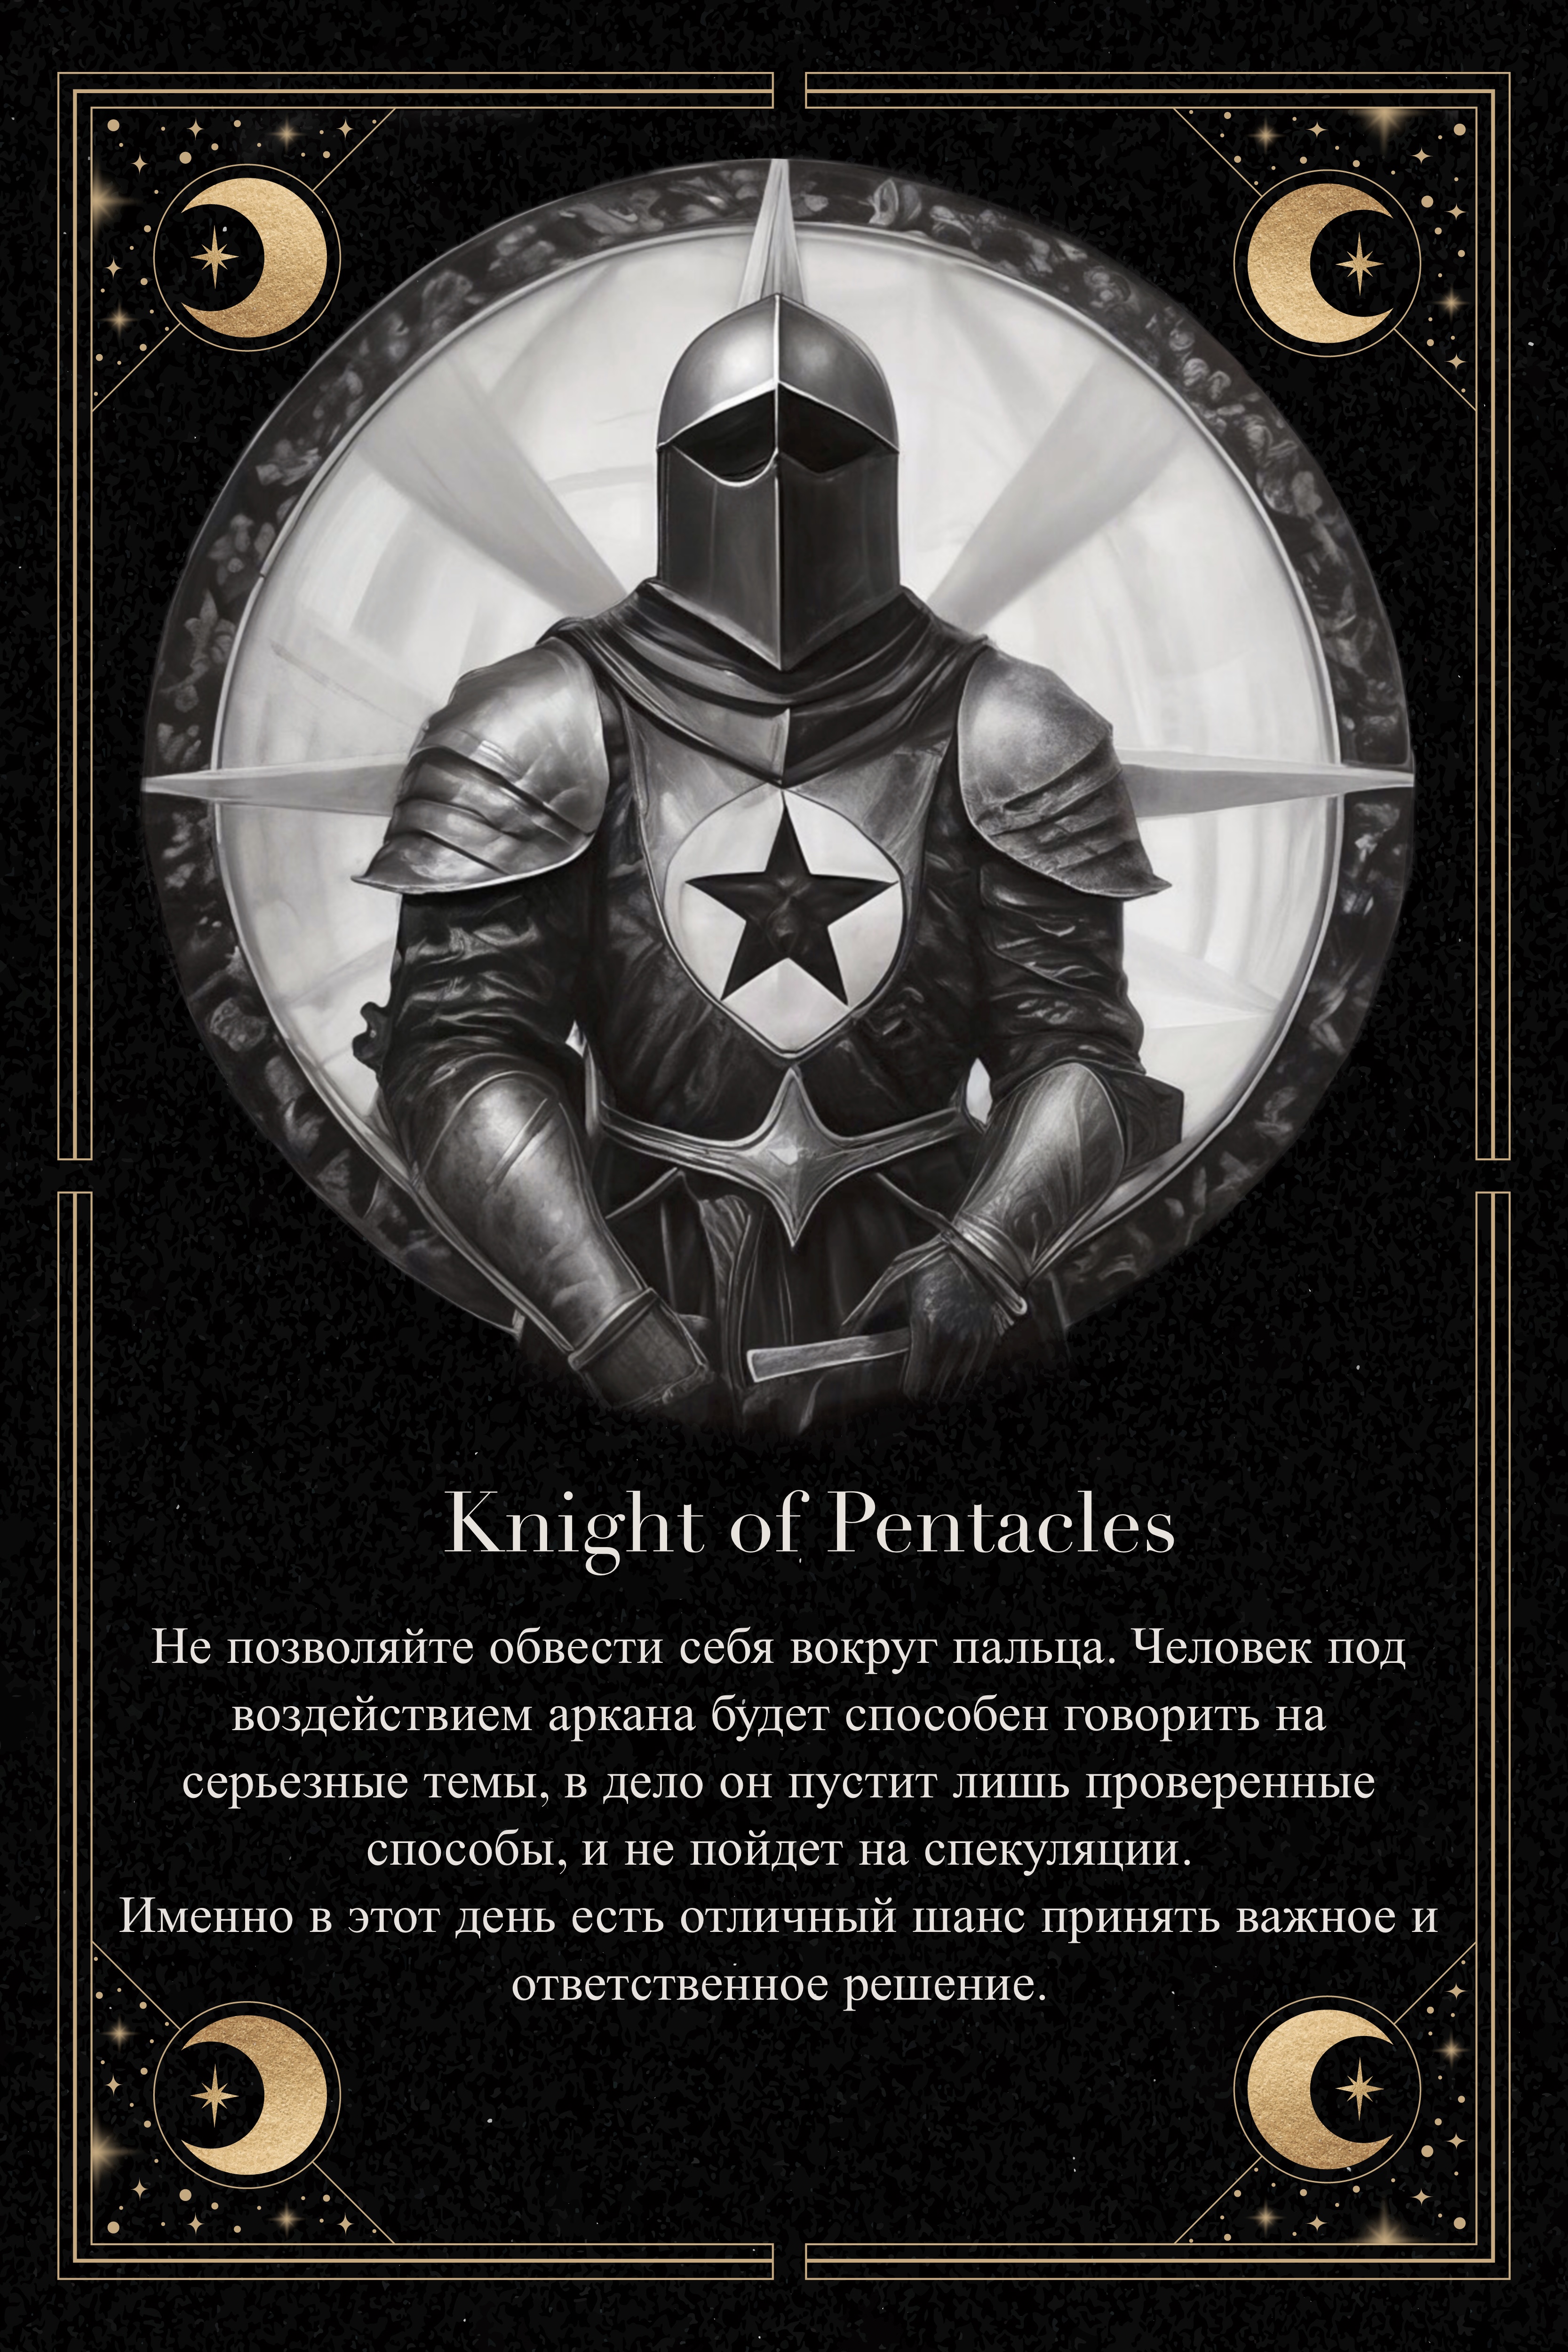 Knight of Pentacles
Не позволяйте обвести себя вокруг пальца. Человек под
воздействием аркана будет способен говорить на
серьезные темы, в дело он пустит лишь проверенные
способы, и не пойдет на спекуляции.
Именно в этот день есть отличный шанс принять важное и
ответственное решение.